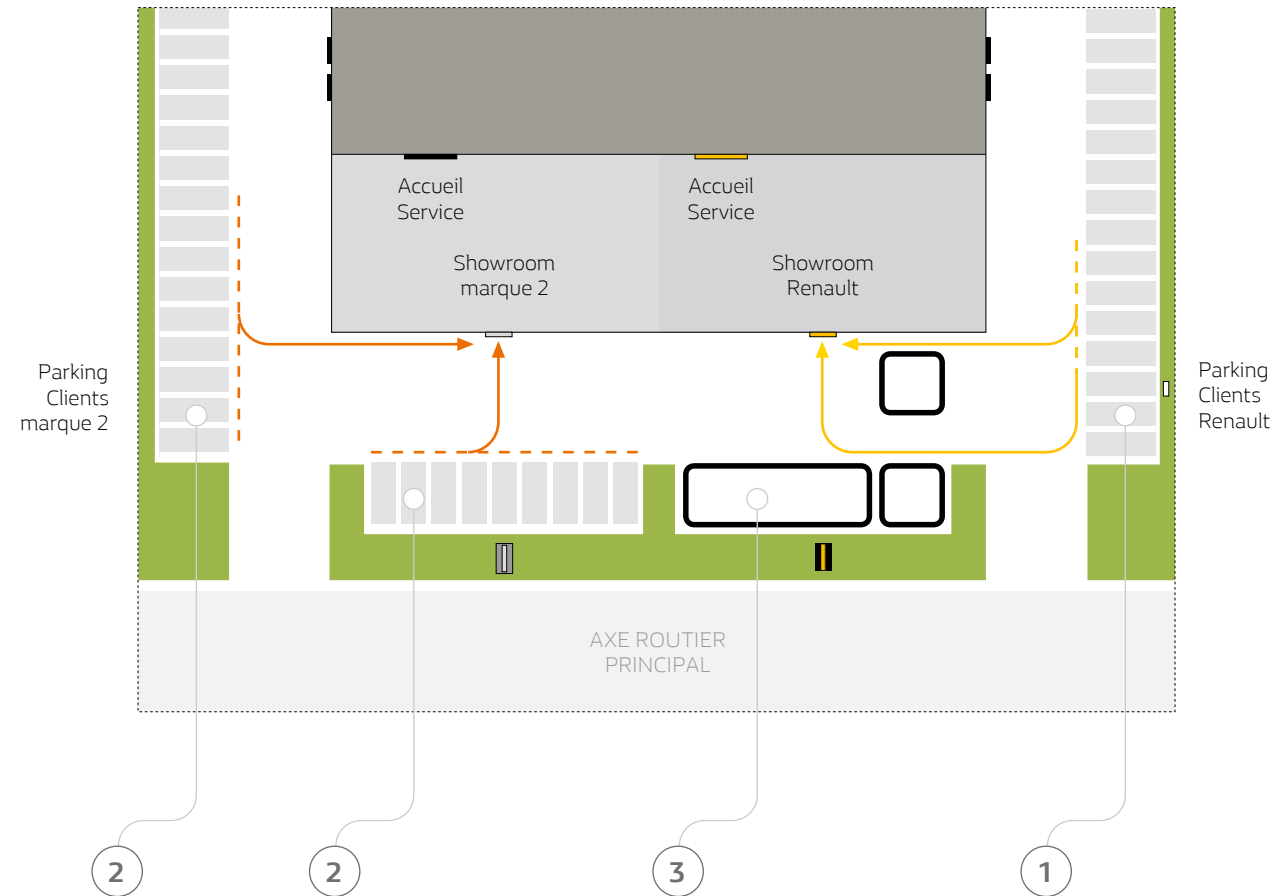 Accueil
Service
Accueil
Service
Showroom
marque 2
Showroom
Renault
Parking
Clients
marque 2
Parking
Clients
Renault
AXE ROUTIER
PRINCIPAL
2
2
3
1